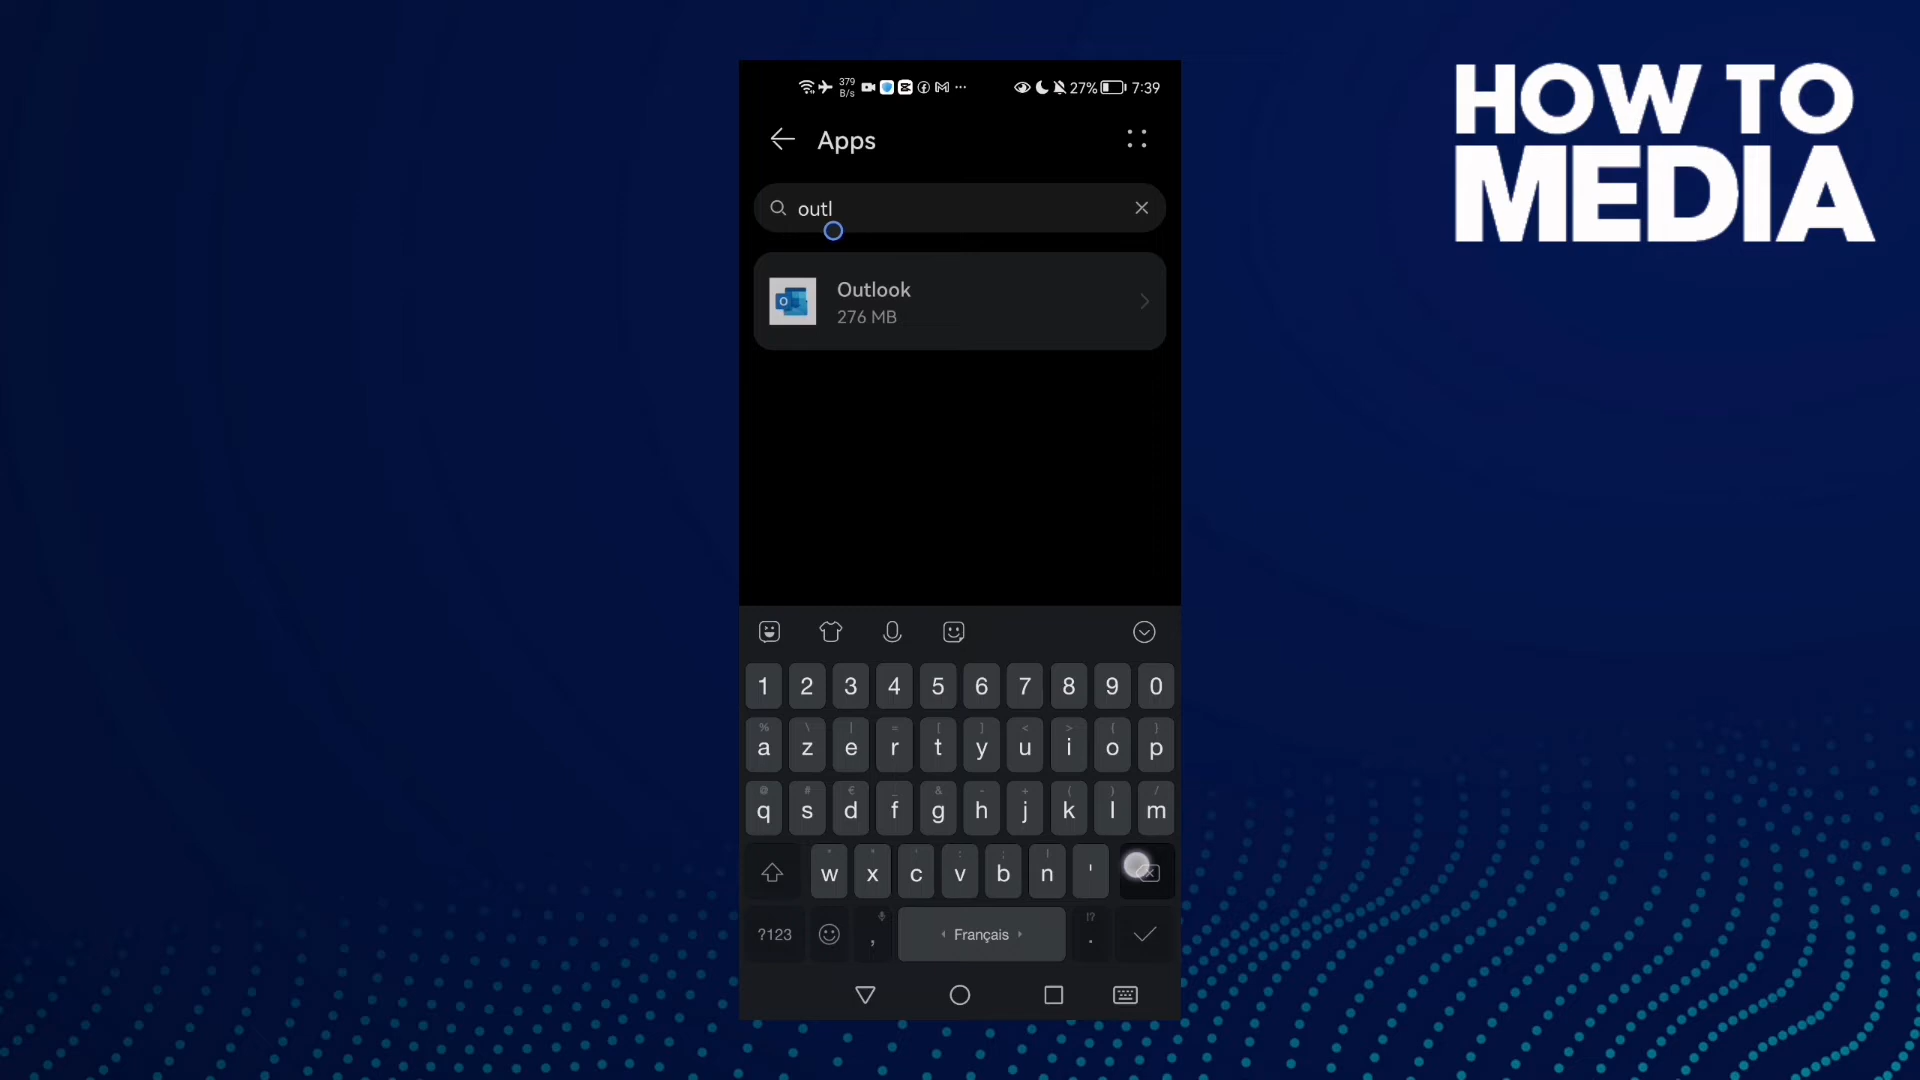 HOW TO
MEDIA
379
B/s
27%
7:39
Apps
outl
Outlook
276 MB
1 2 3 4 5 6 7 8 9 0
% \ | = [ ] < > { }
a z e r t y u i o p
@ # € _ & - + ( ) /
q s d f g h j k l m
w x c v b n '
!?
?123 , Français .